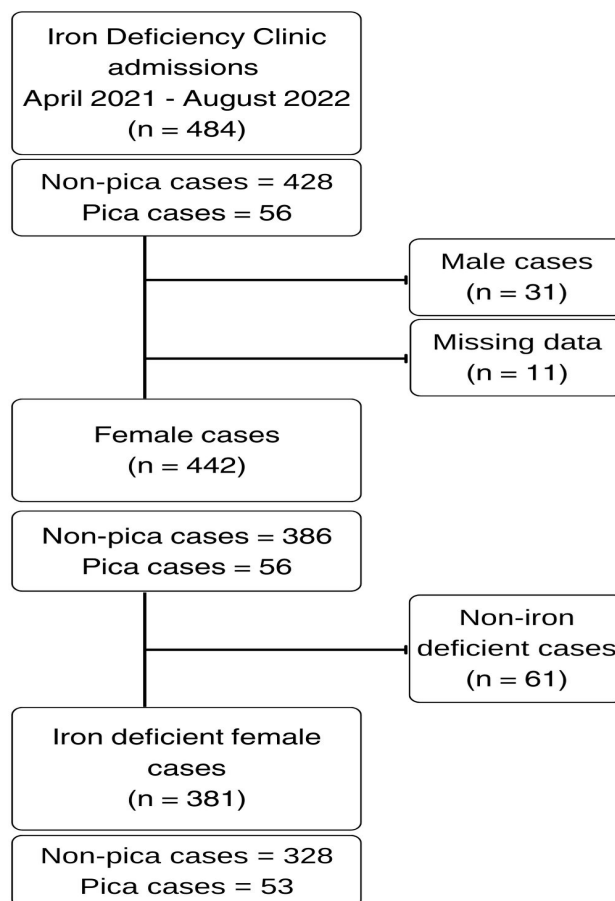 Iron Deficiency Clinic
admissions
April 2021 - August 2022
(n = 484)
Non-pica cases = 428
Pica cases = 56
Male cases
(n = 31)
Missing data
(n = 11)
Female cases
(n = 442)
Non-pica cases = 386
Pica cases = 56
Non-iron
deficient cases
(n = 61)
Iron deficient female
cases
(n = 381)
Non-pica cases = 328
Pica cases = 53